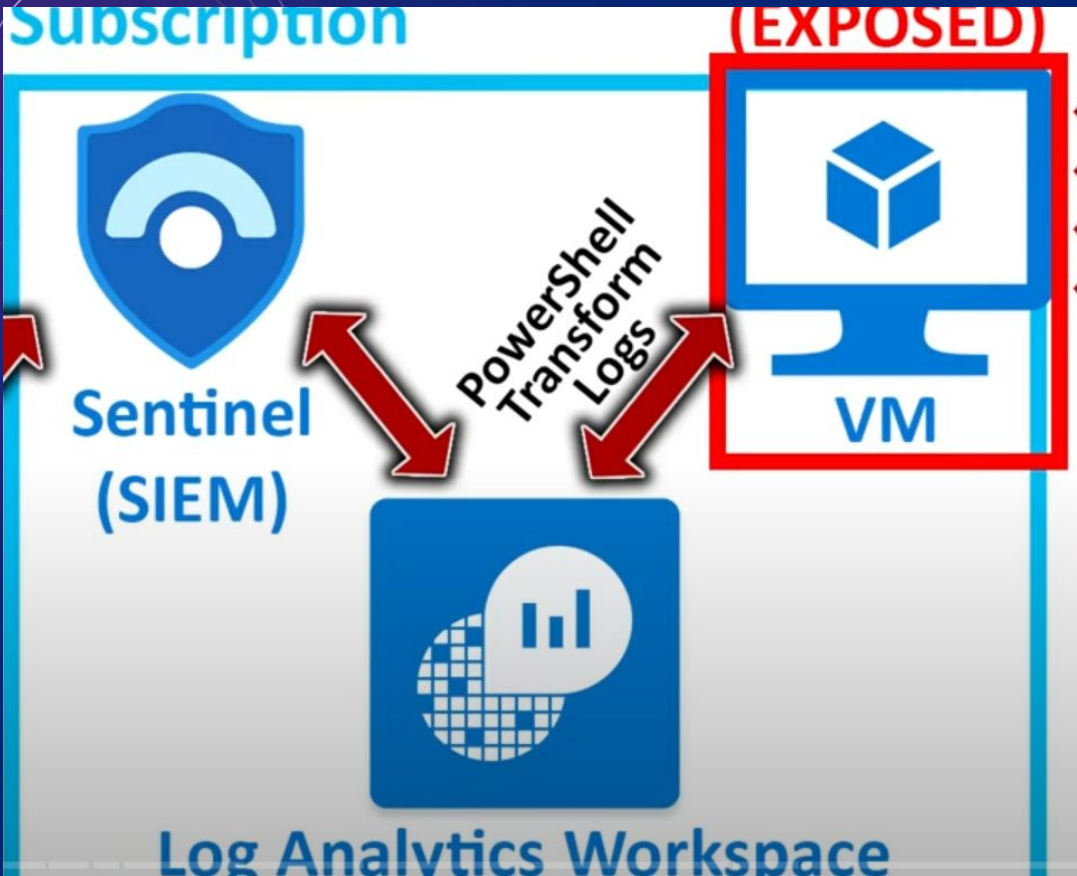 Subscription
(EXPOSED)
PowerShell
Transform
Logs
Sentinel
(SIEM)
VM
Log Analytics Workspace